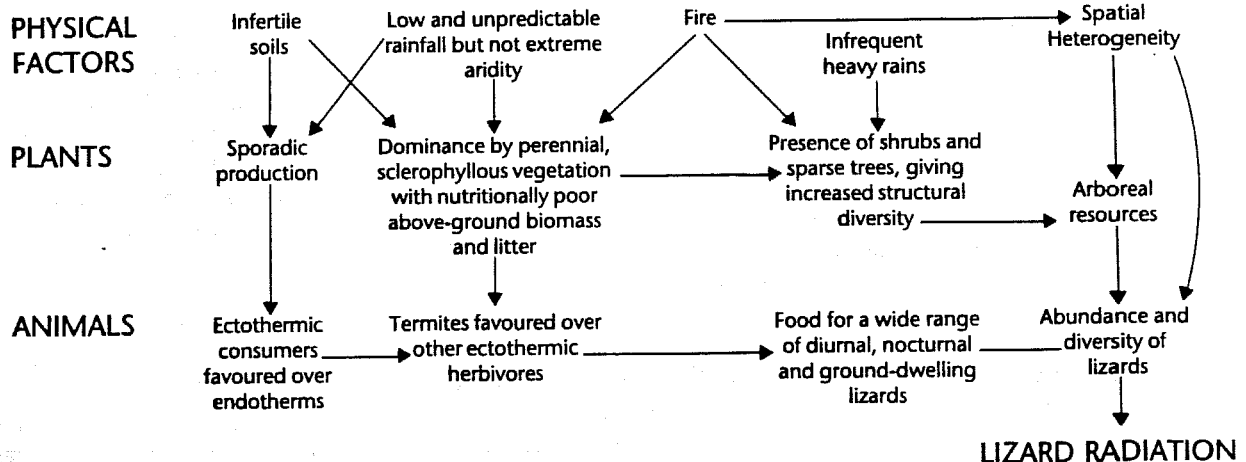 PHYSICAL
FACTORS
Infertile
soils
Low and unpredictable
rainfall but not extreme
aridity
Fire
Infrequent
heavy rains
Spatial
Heterogeneity
PLANTS
Sporadic
production
Dominance by perennial,
sclerophyllous vegetation
with nutritionally poor
above-ground biomass
and litter
Presence of shrubs and
sparse trees, giving
increased structural
diversity
Arboreal
resources
ANIMALS
Ectothermic
consumers
favoured over
endotherms
Termites favoured over
other ectothermic
herbivores
Food for a wide range
of diurnal, nocturnal
and ground-dwelling
lizards
Abundance and
diversity of
lizards
LIZARD RADIATION